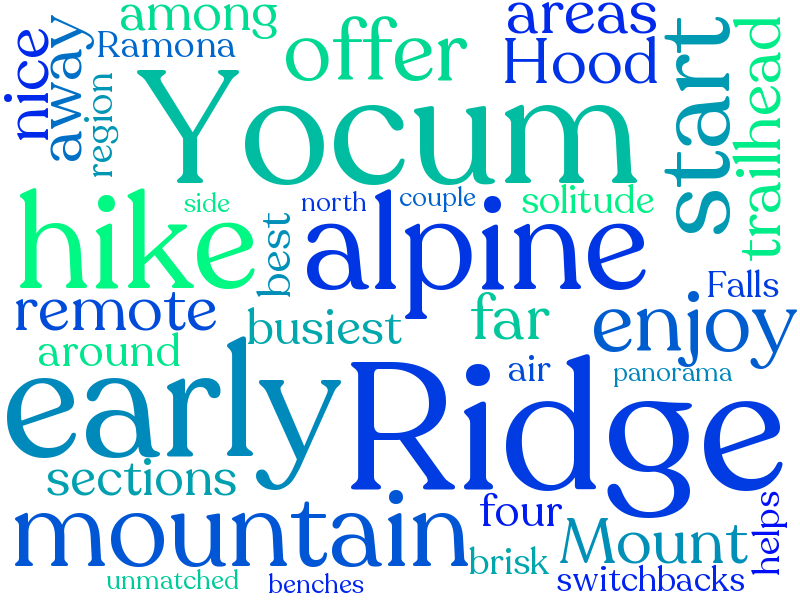 among
areas
nice
away
Ramona
offer
Hood
start
trailhead
region
Yocum
side
north
couple
solitude
hike
best
alpine
remote
busiest
far
Falls
enjoy
around
early
Ridge
air
panorama
sections
mountain
four
Mount
helps
brisk
unmatched
benches
switchbacks